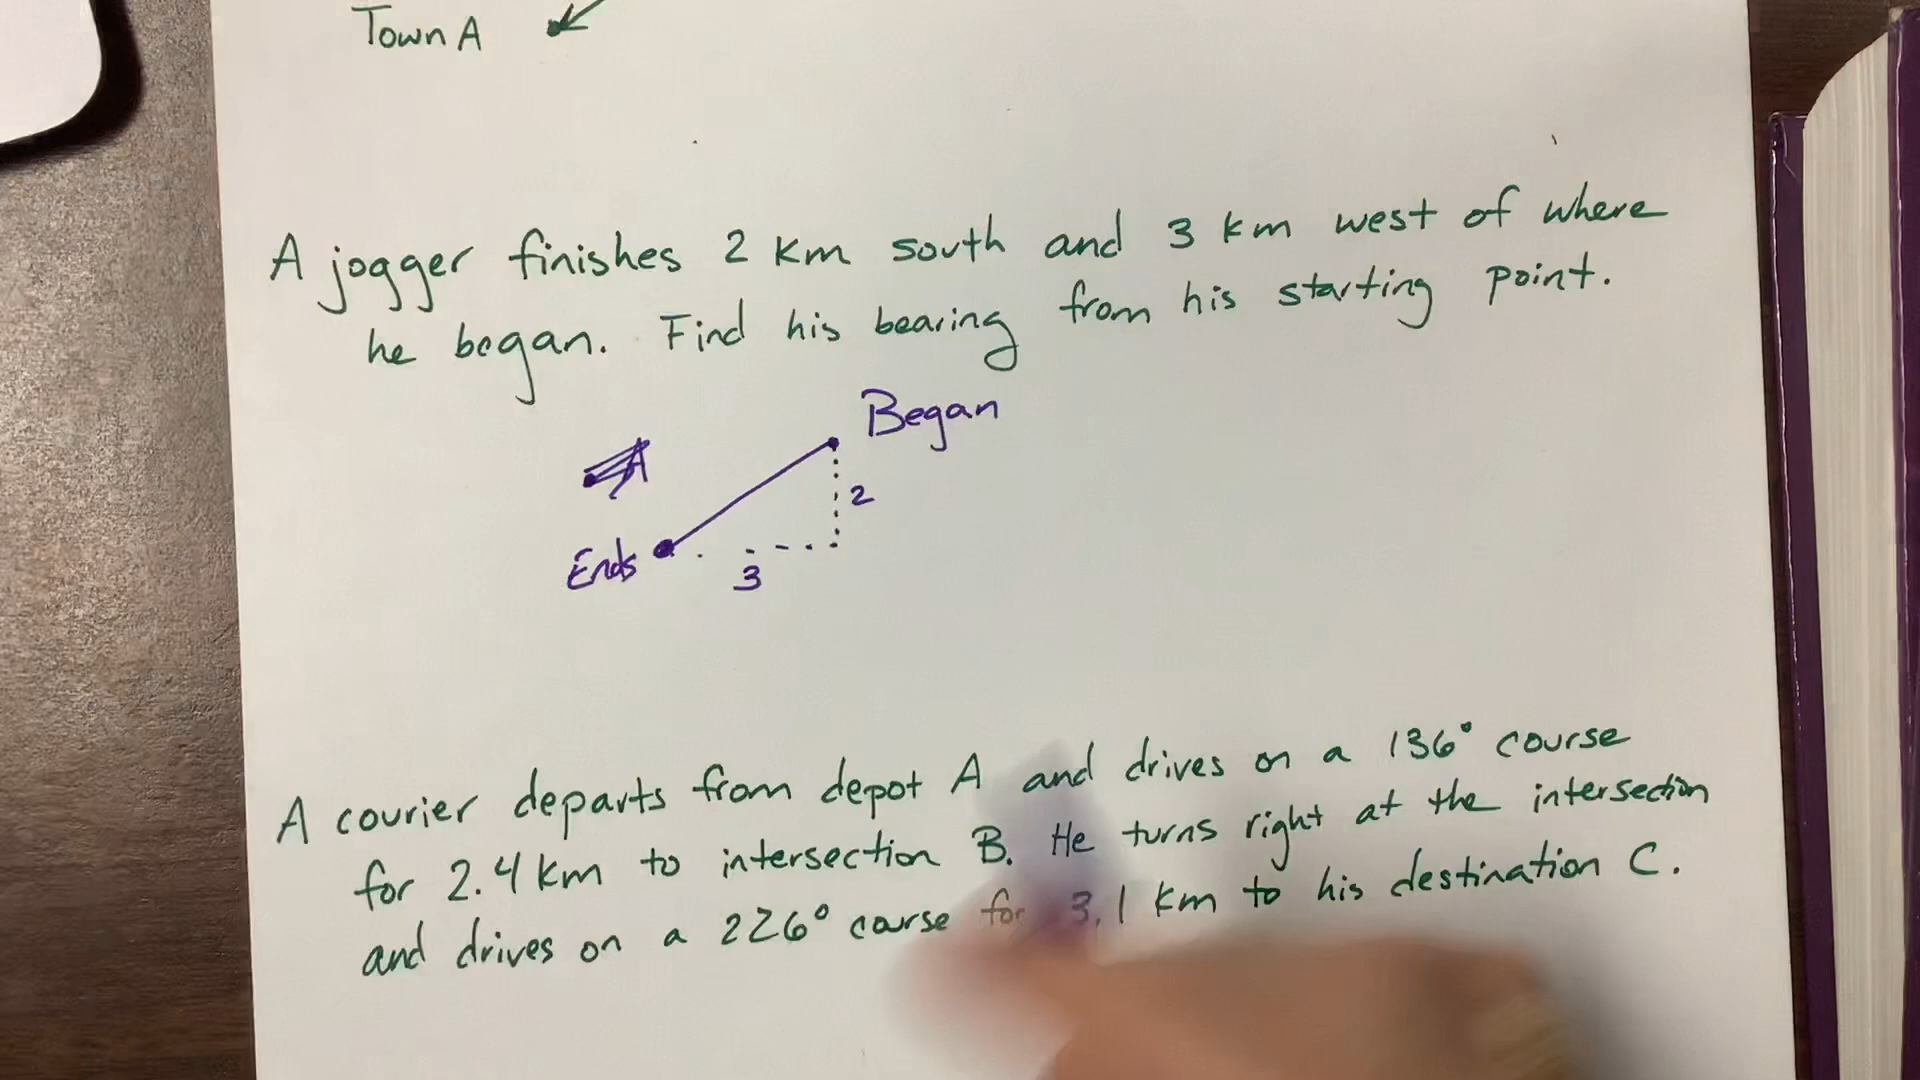 Town A
A jogger finishes 2 km south and 3 km west of where
he began. Find his bearing from his starting point.
Began
2
Ends
3
A courier departs from depot A and drives on a 136° course
for 2.4 km to intersection B. He turns right at the intersection
and drives on a 226° course for 3.1 km to his destination C.